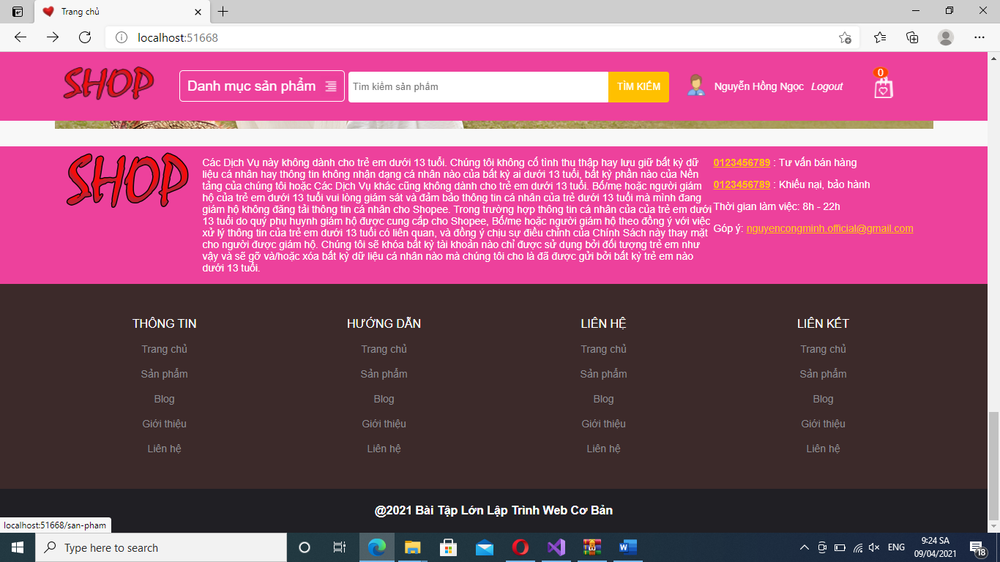 Trang chủ
localhost:51668
SHOP
Danh mục sản phẩm
Tìm kiếm sản phẩm
TÌM KIẾM
Nguyễn Hồng Ngọc Logout
0
SHOP
Các Dịch Vụ này không dành cho trẻ em dưới 13 tuổi. Chúng tôi không cố tình thu thập hay lưu giữ bất kỳ dữ
liệu cá nhân hay thông tin không nhận dạng cá nhân nào của bất kỳ ai dưới 13 tuổi, bất kỳ phần nào của Nền
tảng của chúng tôi hoặc Các Dịch Vụ khác cũng không dành cho trẻ em dưới 13 tuổi. Bố/mẹ hoặc người giám
hộ của trẻ em dưới 13 tuổi vui lòng giám sát và đảm bảo thông tin cá nhân của trẻ dưới 13 tuổi mà mình đang
giám hộ không đăng tải thông tin cá nhân cho Shopee. Trong trường hợp thông tin cá nhân của của trẻ em dưới
13 tuổi do quý phụ huynh giám hộ được cung cấp cho Shopee, Bố/mẹ hoặc người giám hộ theo đồng ý với việc
xử lý thông tin của trẻ em dưới 13 tuổi có liên quan, và đồng ý chịu sự điều chỉnh của Chính Sách này thay mặt
cho người được giám hộ. Chúng tôi sẽ khóa bất kỳ tài khoản nào chỉ được sử dụng bởi đối tượng trẻ em như
vậy và sẽ gỡ và/hoặc xóa bất kỳ dữ liệu cá nhân nào mà chúng tôi cho là đã được gửi bởi bất kỳ trẻ em nào
dưới 13 tuổi.
0123456789 : Tư vấn bán hàng
0123456789 : Khiếu nại, bảo hành
Thời gian làm việc: 8h - 22h
Góp ý: nguyencongminh.official@gmail.com
THÔNG TIN
Trang chủ
Sản phẩm
Blog
Giới thiệu
Liên hệ
HƯỚNG DẪN
Trang chủ
Sản phẩm
Blog
Giới thiệu
Liên hệ
LIÊN HỆ
Trang chủ
Sản phẩm
Blog
Giới thiệu
Liên hệ
LIÊN KẾT
Trang chủ
Sản phẩm
Blog
Giới thiệu
Liên hệ
@2021 Bài Tập Lớn Lập Trình Web Cơ Bản
localhost:51668/san-pham
Type here to search
ENG
9:24 SA
09/04/2021
18